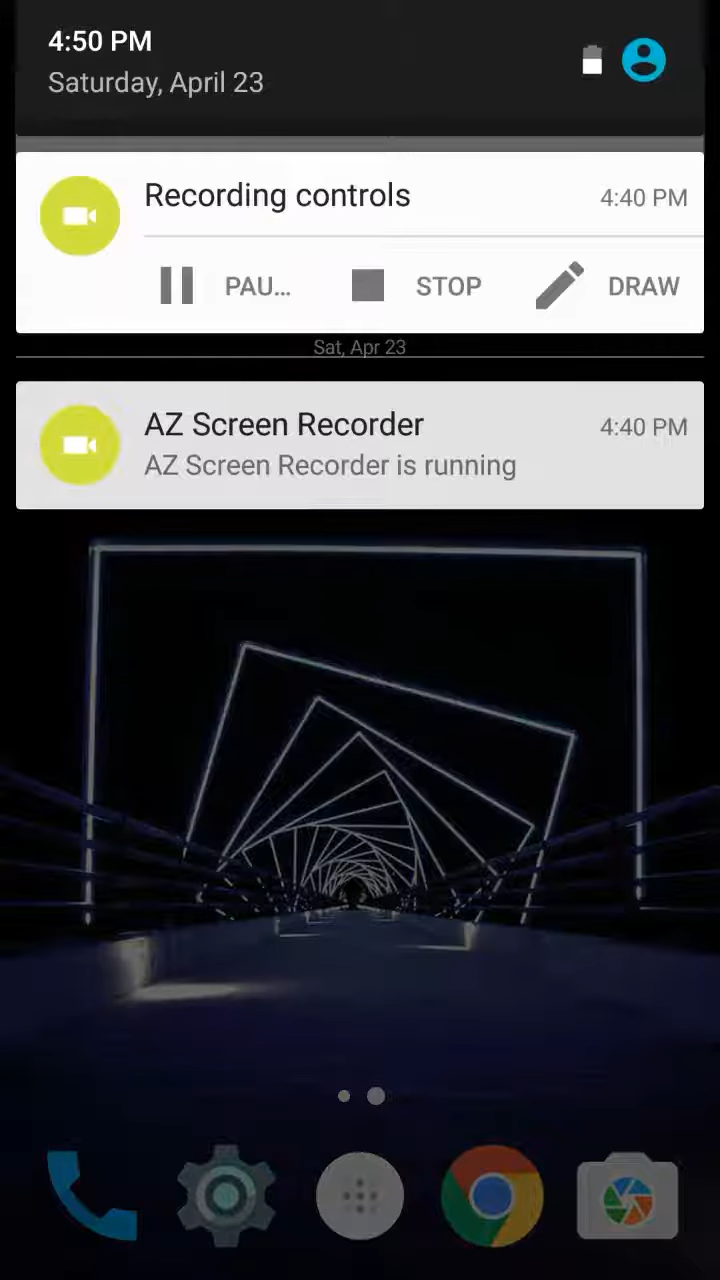 4:50 PM
Saturday, April 23
Recording controls 4:40 PM
PAU... STOP DRAW
Sat, Apr 23
AZ Screen Recorder 4:40 PM
AZ Screen Recorder is running